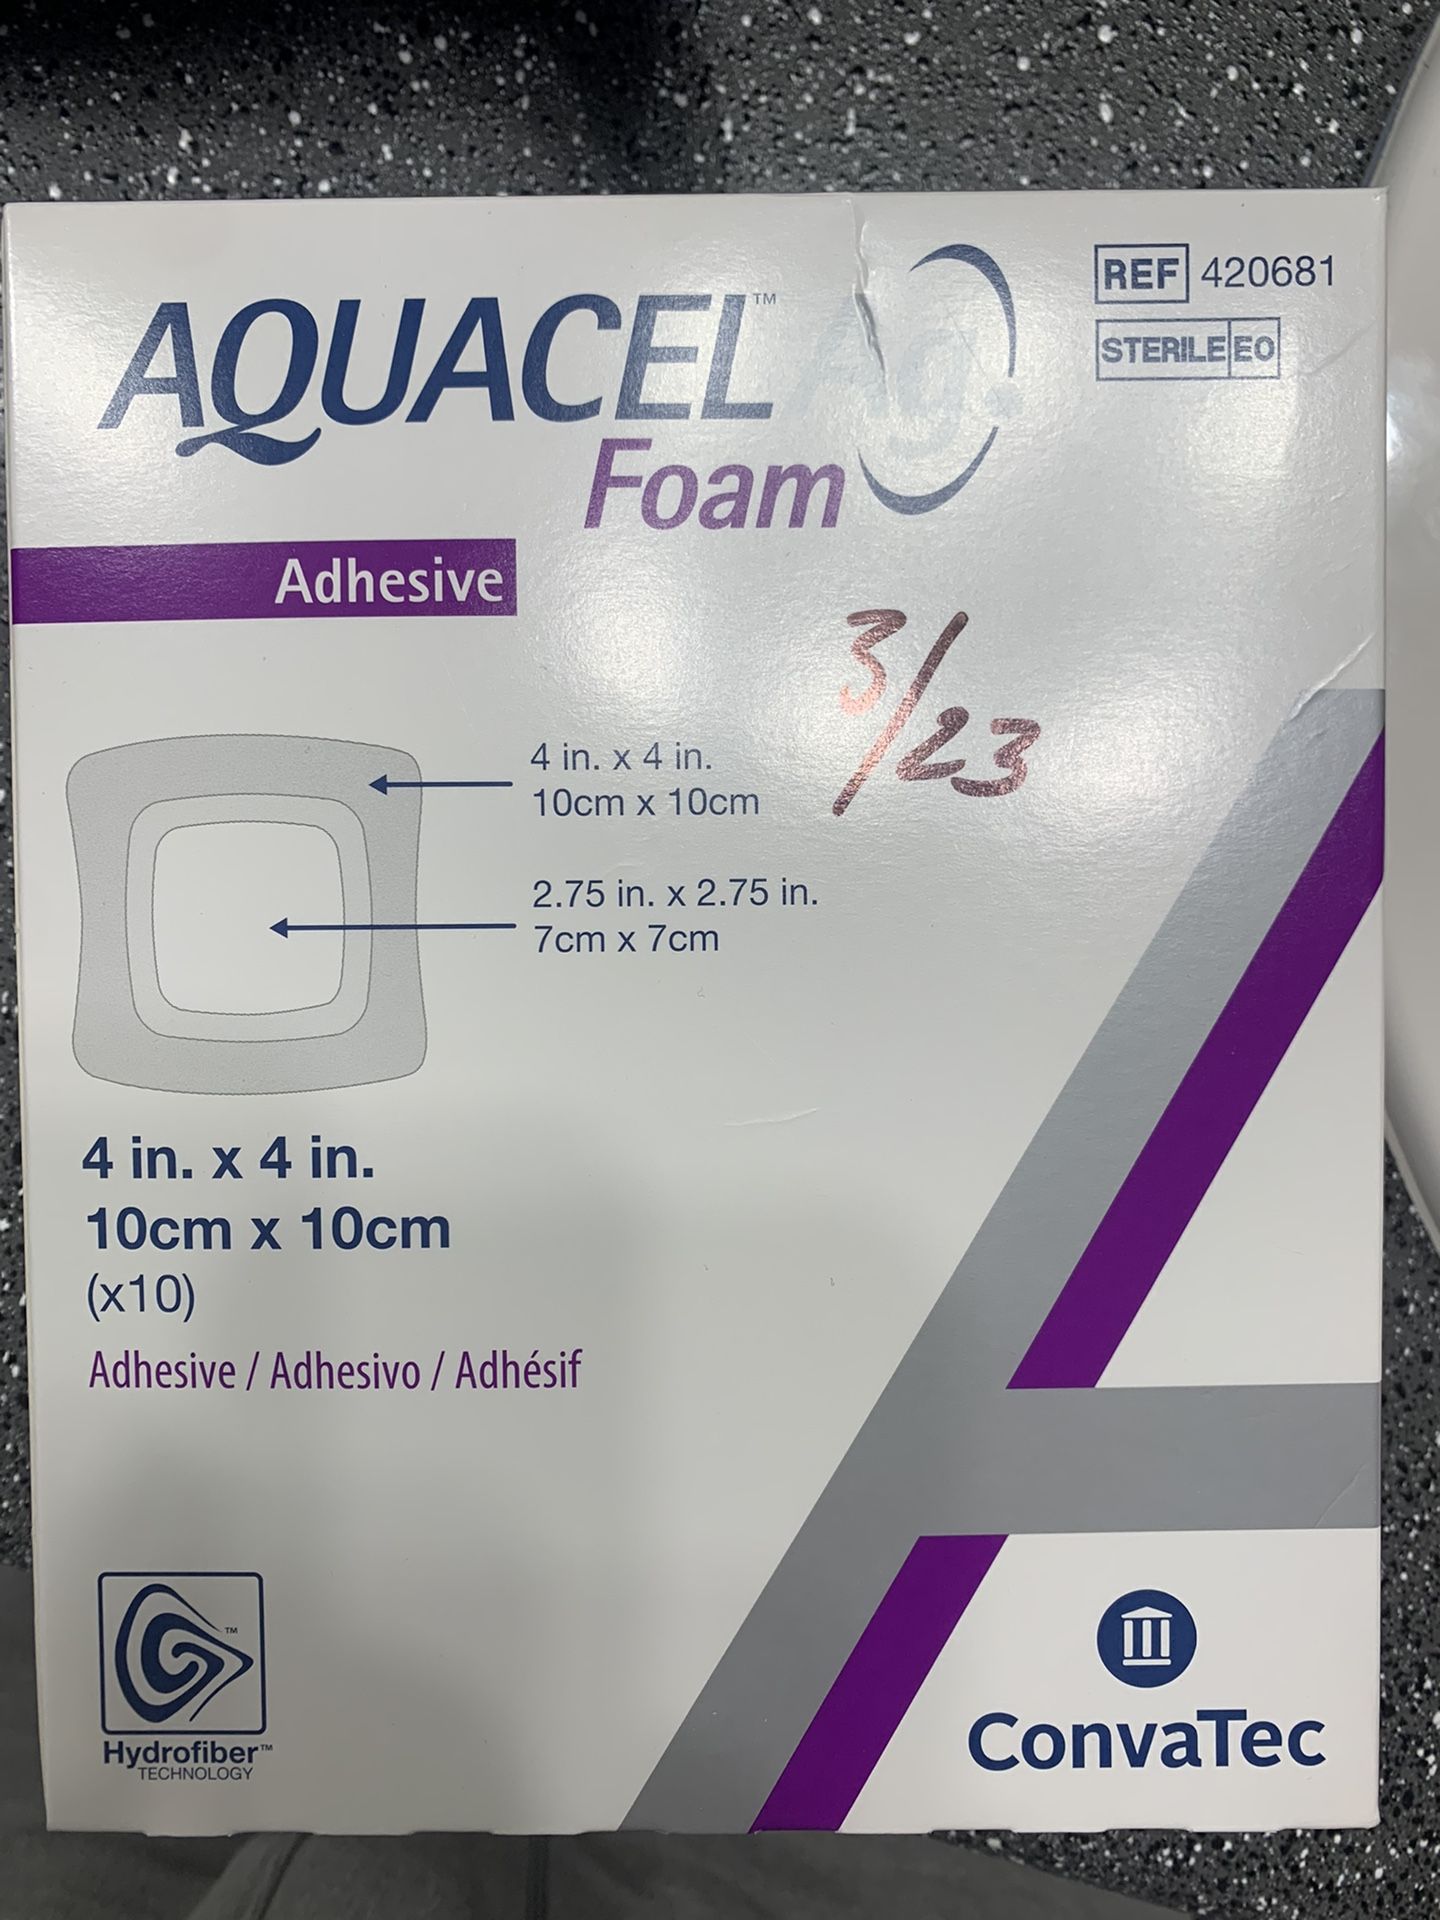 AQUACEL™ Ag.
Foam
REF 420681
STERILE EO
Adhesive
3/23
4 in. x 4 in.
10cm x 10cm
2.75 in. x 2.75 in.
7cm x 7cm
4 in. x 4 in.
10cm x 10cm
(x10)
Adhesive / Adhesivo / Adhésif
™
Hydrofiber™
TECHNOLOGY
ConvaTec